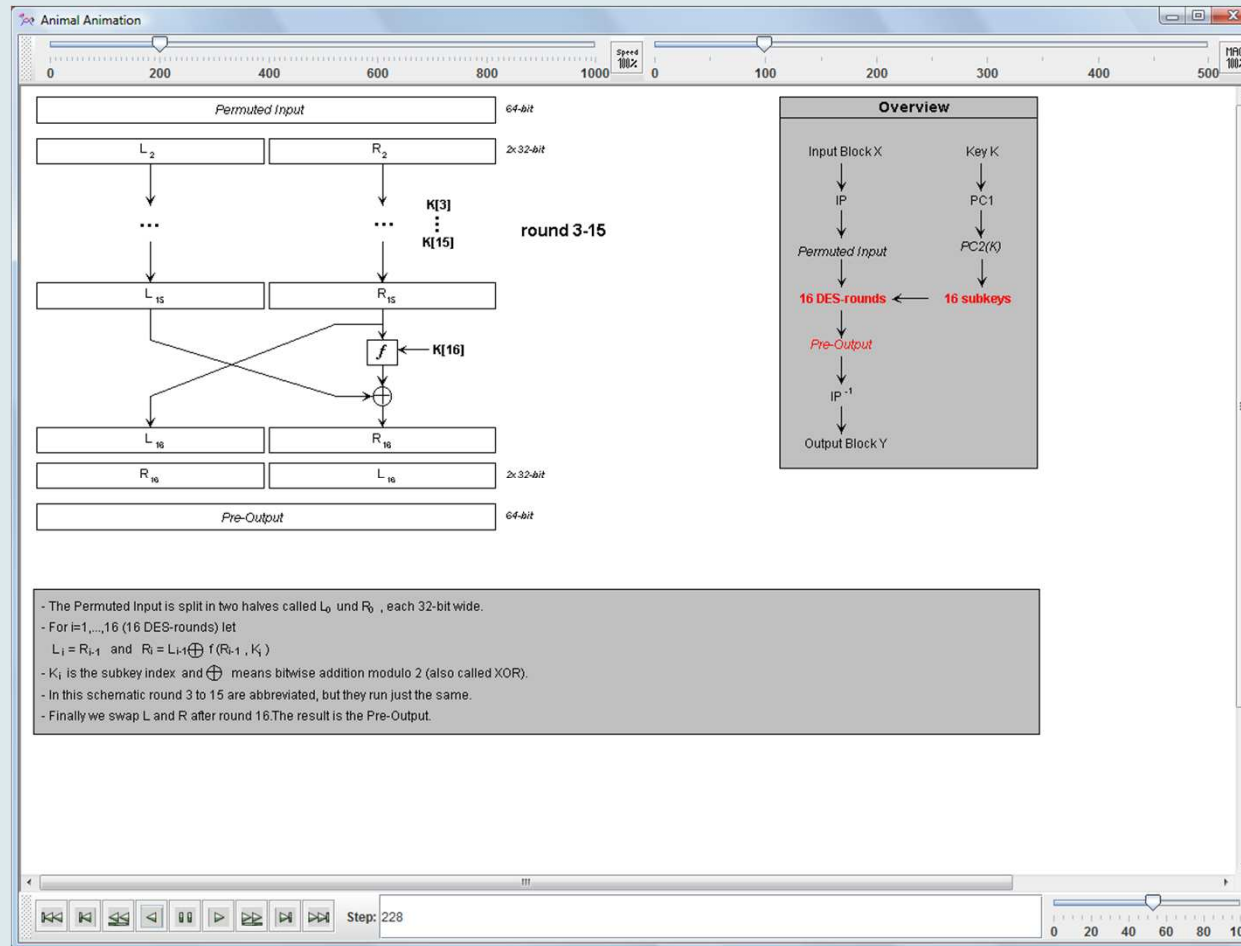 Animal Animation
0 200 400 600 800 1000
Speed
100%
0 100 200 300 400 500
MAG
100%
Permuted Input
64-bit
L2 R2
2x 32-bit
... ...
K[3]
⋮
K[15]
round 3-15
L15 R15
f
K[16]
⊕
L16 R16
R16 L16
2x 32-bit
Pre-Output
64-bit
Overview
Input Block X Key K
IP PC1
Permuted Input PC2(K)
16 DES-rounds 16 subkeys
Pre-Output
IP -1
Output Block Y
- The Permuted Input is split in two halves called L0 und R0 , each 32-bit wide.
- For i=1,...,16 (16 DES-rounds) let
Li = Ri-1 and Ri = Li-1⊕ f (Ri-1 , Ki )
- Ki is the subkey index and ⊕ means bitwise addition modulo 2 (also called XOR).
- In this schematic round 3 to 15 are abbreviated, but they run just the same.
- Finally we swap L and R after round 16.The result is the Pre-Output.
Step: 228
0 20 40 60 80